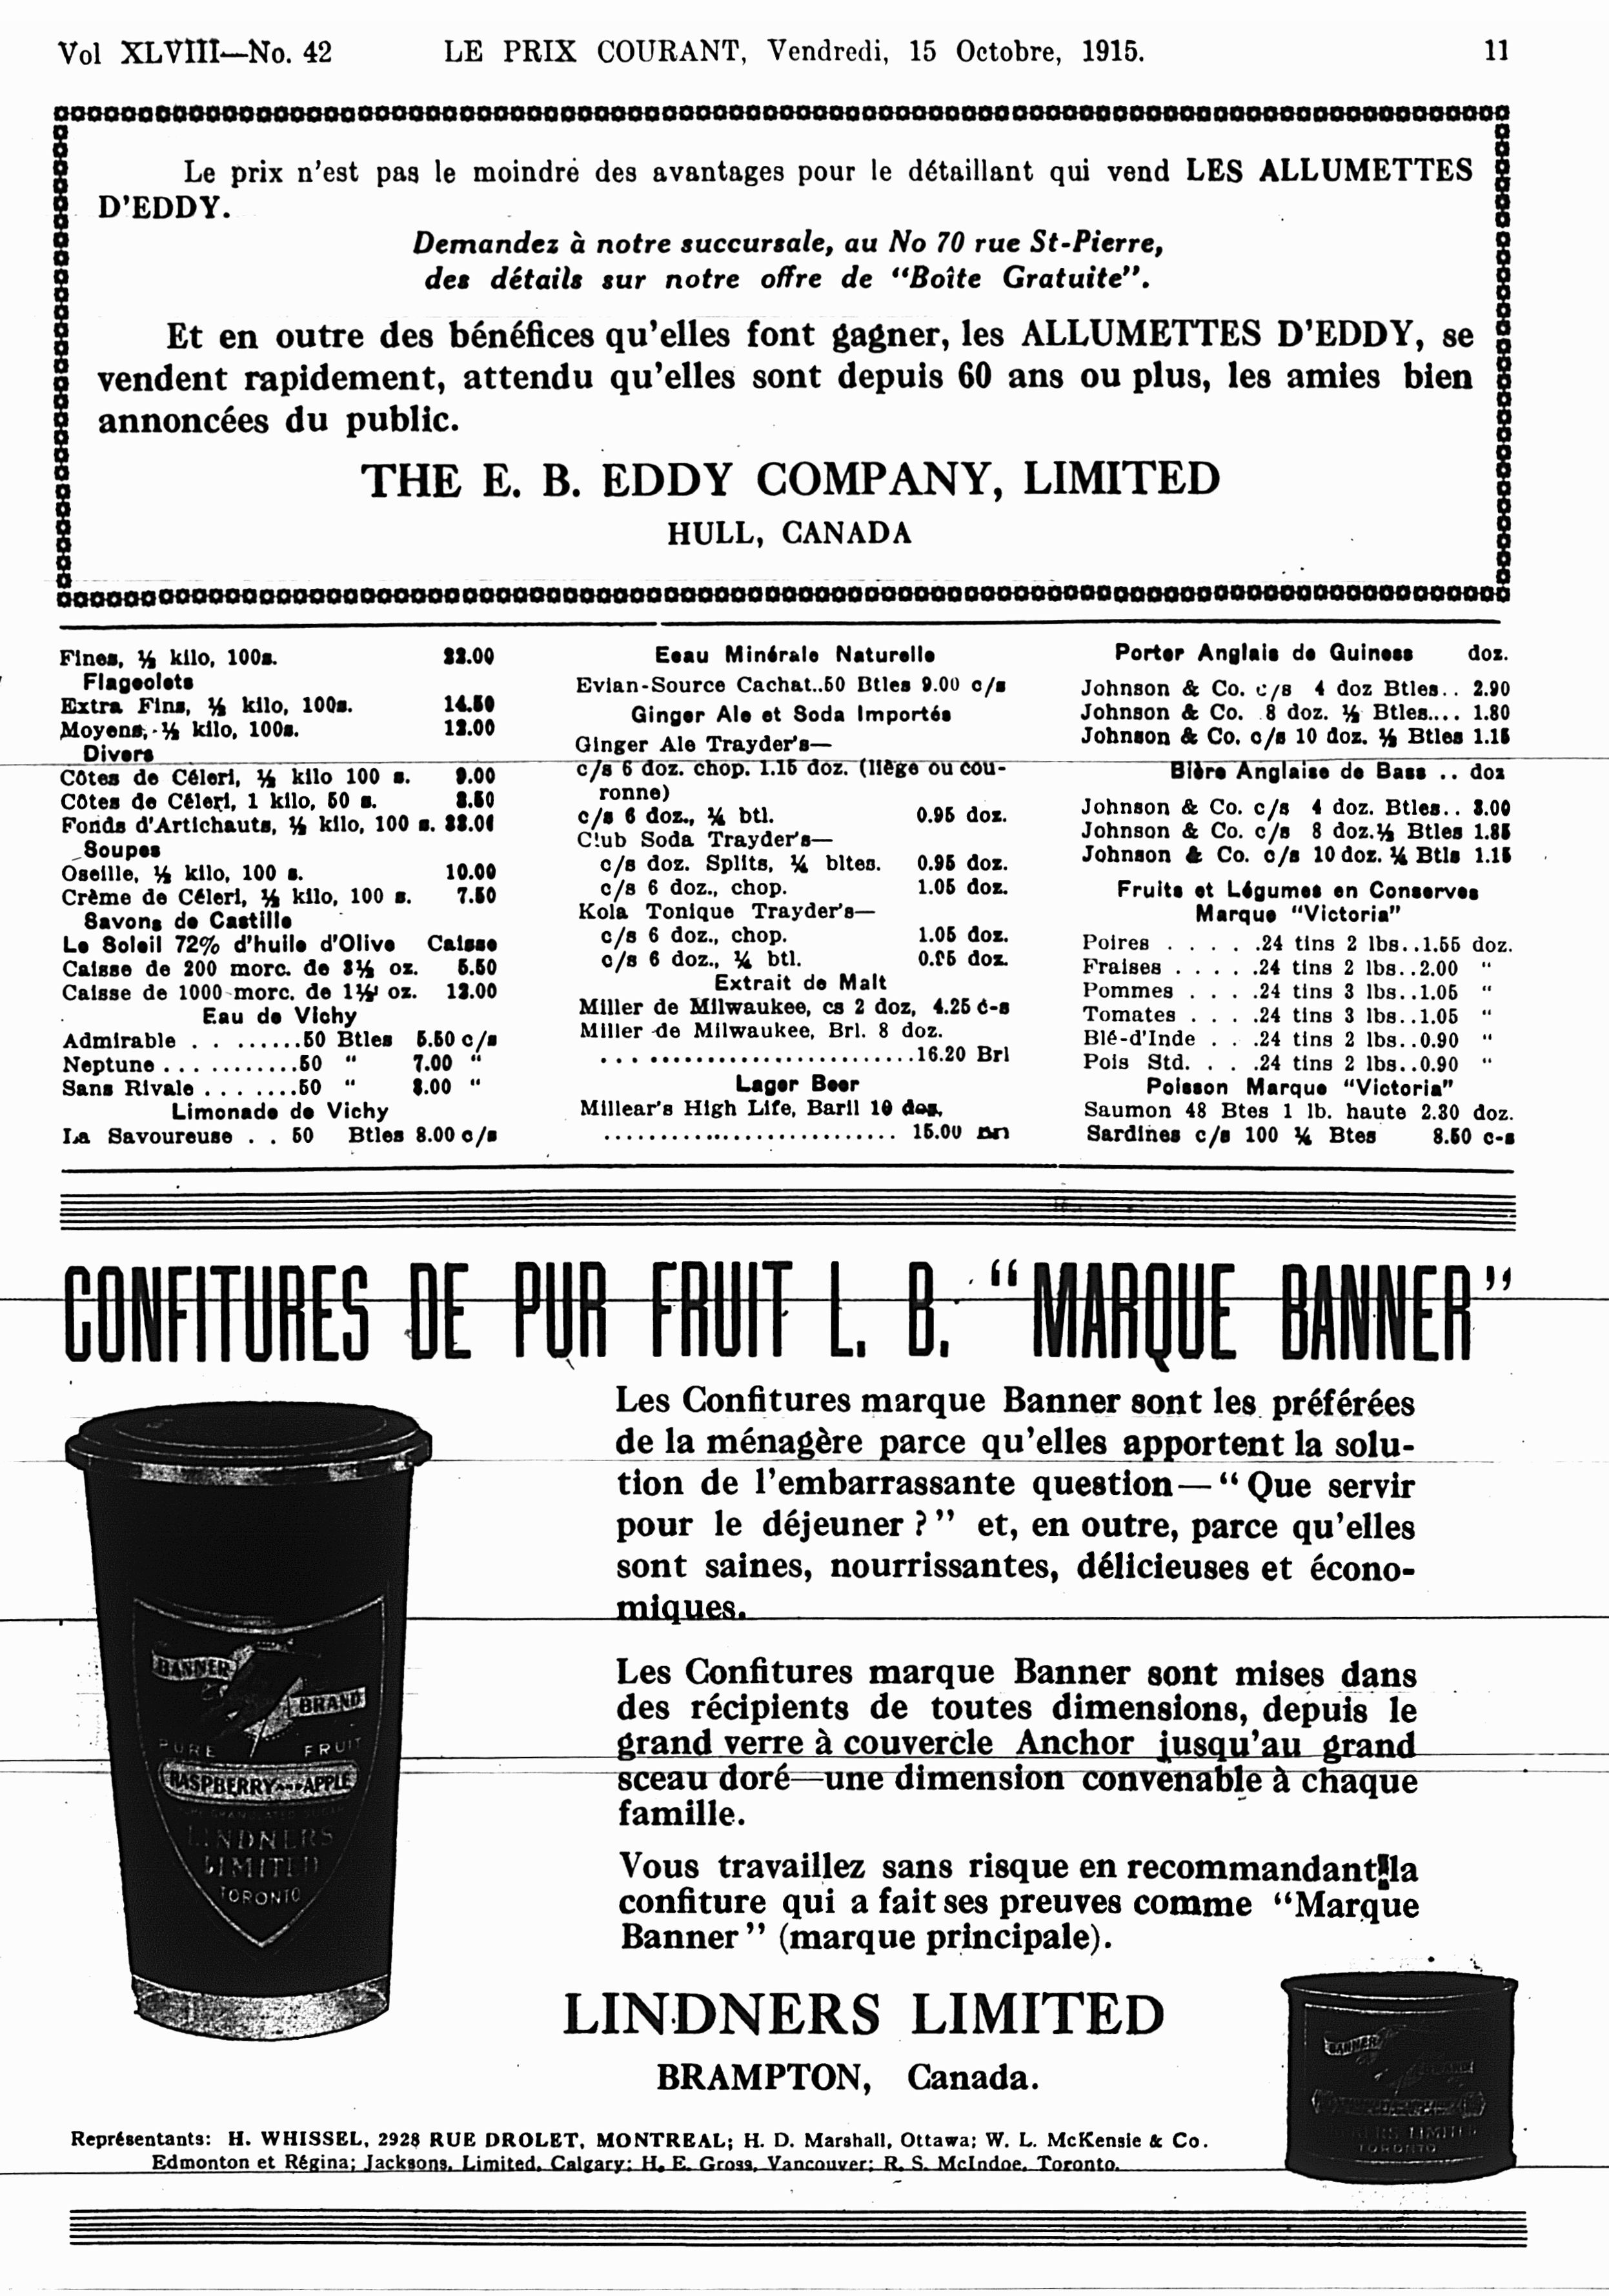 Vol XLVIII—No. 42 LE PRIX COURANT, Vendredi, 15 Octobre, 1915. 11
Le prix n'est pas le moindre des avantages pour le détaillant qui vend LES ALLUMETTES
D'EDDY.
Demandez à notre succursale, au No 70 rue St-Pierre,
des détails sur notre offre de "Boîte Gratuite".
Et en outre des bénéfices qu'elles font gagner, les ALLUMETTES D'EDDY, se
vendent rapidement, attendu qu'elles sont depuis 60 ans ou plus, les amies bien
annoncées du public.
THE E. B. EDDY COMPANY, LIMITED
HULL, CANADA
Fines, ½ kilo, 100s.
Flageolets
Extra Fins, ½ kilo, 100s. 14.50
Moyens, ½ kilo, 100s.
Divers
Côtes de Céleri, ½ kilo 100 s. 9.00
Côtes de Céleri, 1 kilo, 50 s. 8.50
Fonds d'Artichauts, ½ kilo, 100 s.
Soupes
Oseille, ½ kilo, 100 s. 10.00
Crème de Céleri, ½ kilo, 100 s. 7.50
Savons de Castille
Le Soleil 72% d'huile d'Olive Caisse
Caisse de 200 morc. de 3½ oz. 5.50
Caisse de 1000 morc. de 1½ oz. 12.00
Eau de Vichy
Admirable . . ......50 Btles 5.50 c/s
Neptune ... ..........50 " 7.00 "
Sans Rivale ... .....50 " 8.00 "
Limonade de Vichy
La Savoureuse . . 50 Btles 8.00 c/s
Eeau Minérale Naturelle
Evian-Source Cachat..50 Btles 9.00 c/s
Ginger Ale et Soda Importés
Ginger Ale Trayder's—
c/s 6 doz. chop. 1.15 doz. (liège ou cou-
ronne)
c/s 6 doz., ¼ btl. 0.95 doz.
Club Soda Trayder's—
c/s doz. Splits, ¼ bltes. 0.95 doz.
c/s 6 doz., chop. 1.05 doz.
Kola Tonique Trayder's—
c/s 6 doz., chop. 1.05 doz.
c/s 6 doz., ¼ btl. 0.95 doz.
Extrait de Malt
Miller de Milwaukee, cs 2 doz, 4.25 c-s
Miller de Milwaukee, Brl. 8 doz.
... ...........................16.20 Brl
Lager Beer
Millear's High Life, Baril 10 doz,
.............................. 15.00
Porter Anglais de Guiness doz.
Johnson & Co. c/s 4 doz Btles.. 2.90
Johnson & Co. 8 doz. ½ Btles.... 1.80
Johnson & Co. c/s 10 doz. ½ Btles 1.15
Bière Anglaise de Bass .. doz
Johnson & Co. c/s 4 doz. Btles..
Johnson & Co. c/s 8 doz.½ Btles 1.85
Johnson & Co. c/s 10 doz. ¼ Btls 1.15
Fruits et Légumes en Conserves
Marque "Victoria"
Poires . . . . .24 tins 2 lbs..1.55 doz.
Fraises . . . . .24 tins 2 lbs..2.00 "
Pommes . . . .24 tins 3 lbs..1.05 "
Tomates . . . .24 tins 3 lbs..1.05 "
Blé-d'Inde . . .24 tins 2 lbs..0.90 "
Pois Std. . . .24 tins 2 lbs..0.90 "
Poisson Marque "Victoria"
Saumon 48 Btes 1 lb. haute 2.30 doz.
Sardines c/s 100 ¼ Btes 8.50 c-s
CONFITURES DE PUR FRUIT L. B. "MARQUE BANNER"
Les Confitures marque Banner sont les préférées
de la ménagère parce qu'elles apportent la solu-
tion de l'embarrassante question—"Que servir
pour le déjeuner?" et, en outre, parce qu'elles
sont saines, nourrissantes, délicieuses et écono-
miques.
Les Confitures marque Banner sont mises dans
des récipients de toutes dimensions, depuis le
grand verre à couvercle Anchor jusqu'au grand
sceau doré—une dimension convenable à chaque
famille.
Vous travaillez sans risque en recommandant la
confiture qui a fait ses preuves comme "Marque
Banner" (marque principale).
BANNER
BRAND
PURE FRUIT
RASPBERRY AND APPLE
LINDNERS
LIMITED
TORONTO
LINDNERS LIMITED
BRAMPTON, Canada.
BANNER
BRAND
LINDNERS LIMITED
TORONTO
Représentants: H. WHISSEL, 2928 RUE DROLET, MONTREAL; H. D. Marshall, Ottawa; W. L. McKensie & Co.
Edmonton et Régina; Jacksons, Limited, Calgary; H. E. Gross, Vancouver; R. S. McIndoe, Toronto.